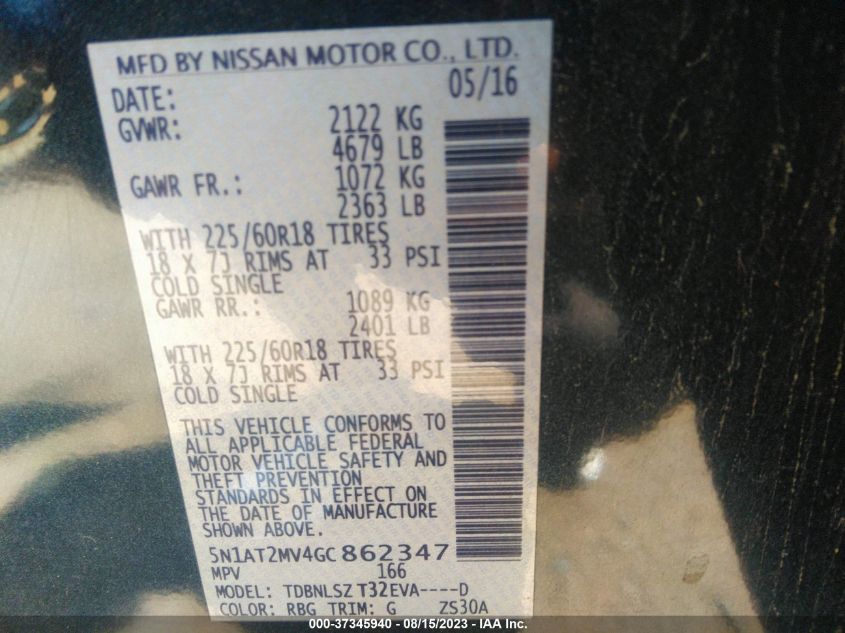 MFD BY NISSAN MOTOR CO., LTD.
DATE: 05/16
GVWR: 2122 KG
4679 LB
GAWR FR.: 1072 KG
2363 LB
WITH 225/60R18 TIRES
18 X 7J RIMS AT 33 PSI
COLD SINGLE
GAWR RR.: 1089 KG
2401 LB
WITH 225/60R18 TIRES
18 X 7J RIMS AT 33 PSI
COLD SINGLE
THIS VEHICLE CONFORMS TO
ALL APPLICABLE FEDERAL
MOTOR VEHICLE SAFETY AND
THEFT PREVENTION
STANDARDS IN EFFECT ON
THE DATE OF MANUFACTURE
SHOWN ABOVE.
5N1AT2MV4GC862347
MPV 166
MODEL: TDBNLSZ T32EVA----D
COLOR: RBG TRIM: G ZS30A
000-37345940 - 08/15/2023 - IAA Inc.